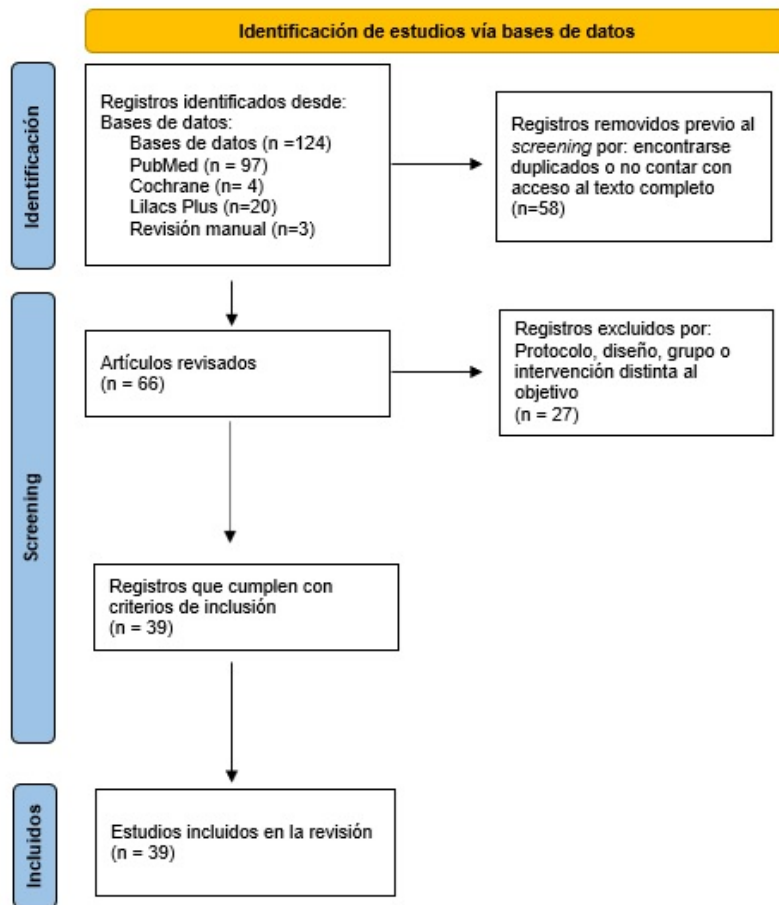 Identificación de estudios vía bases de datos
Identificación
Registros identificados desde:
Bases de datos:
Bases de datos (n =124)
PubMed (n = 97)
Cochrane (n= 4)
Lilacs Plus (n=20)
Revisión manual (n=3)
Registros removidos previo al
screening por: encontrarse
duplicados o no contar con
acceso al texto completo
(n=58)
Screening
Artículos revisados
(n = 66)
Registros excluidos por:
Protocolo, diseño, grupo o
intervención distinta al
objetivo
(n = 27)
Registros que cumplen con
criterios de inclusión
(n = 39)
Incluidos
Estudios incluidos en la revisión
(n = 39)